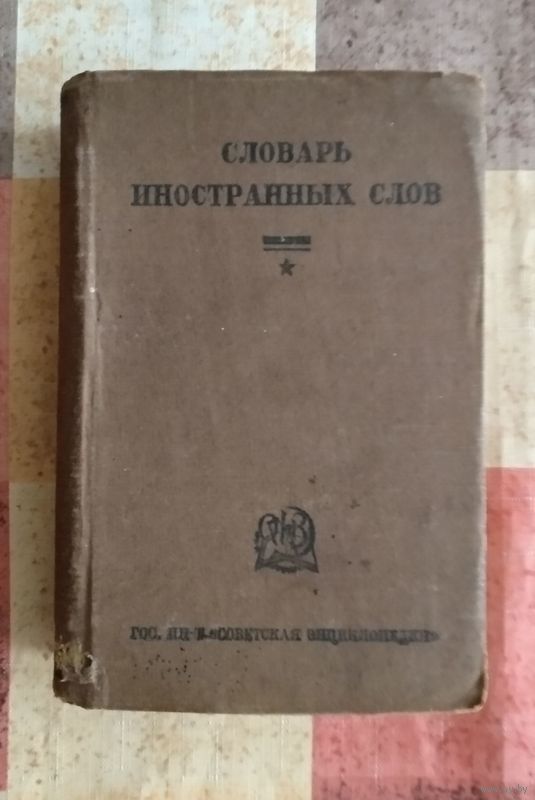 СЛОВАРЬ
ИНОСТРАННЫХ СЛОВ
ГОС. ИН-Т «СОВЕТСКАЯ ЭНЦИКЛОПЕДИЯ»